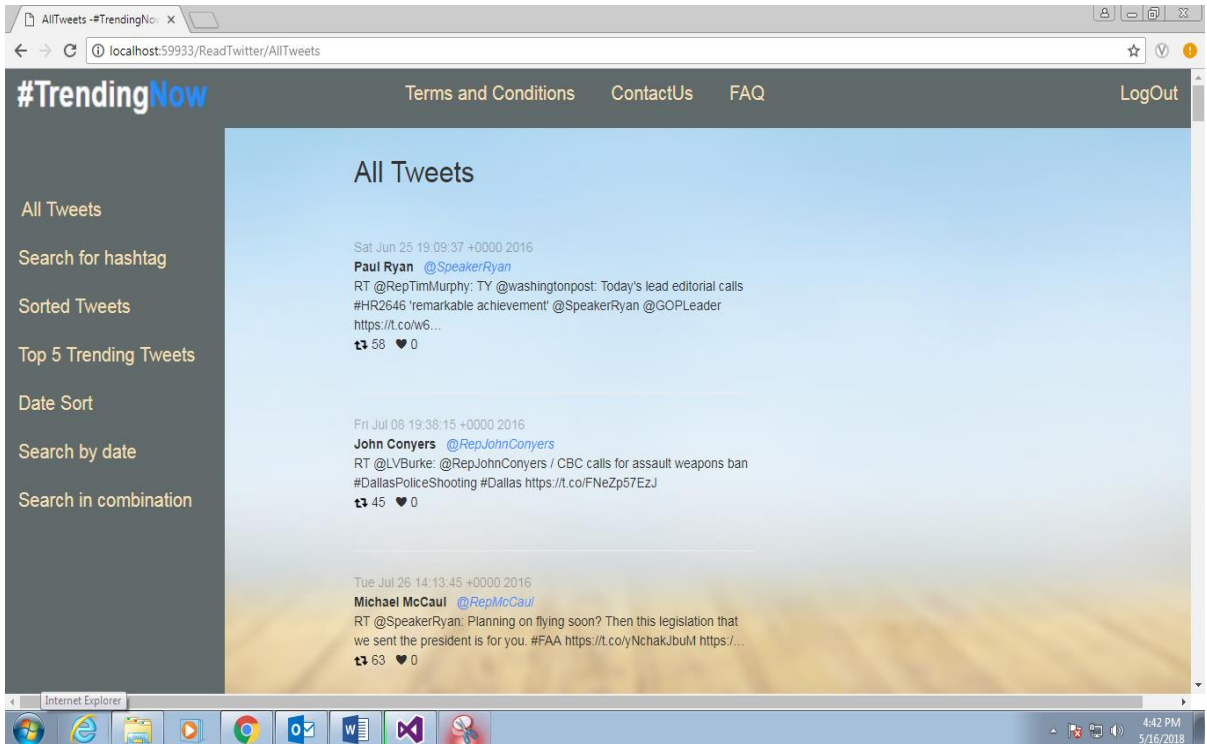 AllTweets -#TrendingNo
localhost:59933/ReadTwitter/AllTweets
#TrendingNow
Terms and Conditions
ContactUs
FAQ
LogOut
All Tweets
Search for hashtag
Sorted Tweets
Top 5 Trending Tweets
Date Sort
Search by date
Search in combination
All Tweets
Sat Jun 25 19:09:37 +0000 2016
Paul Ryan @SpeakerRyan
RT @RepTimMurphy: TY @washingtonpost: Today's lead editorial calls
#HR2646 'remarkable achievement' @SpeakerRyan @GOPLeader
https://t.co/w6…
58 0
Fri Jul 08 19:38:15 +0000 2016
John Conyers @RepJohnConyers
RT @LVBurke: @RepJohnConyers / CBC calls for assault weapons ban
#DallasPoliceShooting #Dallas https://t.co/FNeZp57EzJ
45 0
Tue Jul 26 14:13:45 +0000 2016
Michael McCaul @RepMcCaul
RT @SpeakerRyan: Planning on flying soon? Then this legislation that
we sent the president is for you. #FAA https://t.co/yNchakJbuM https:/…
63 0
Internet Explorer
4:42 PM
5/16/2018